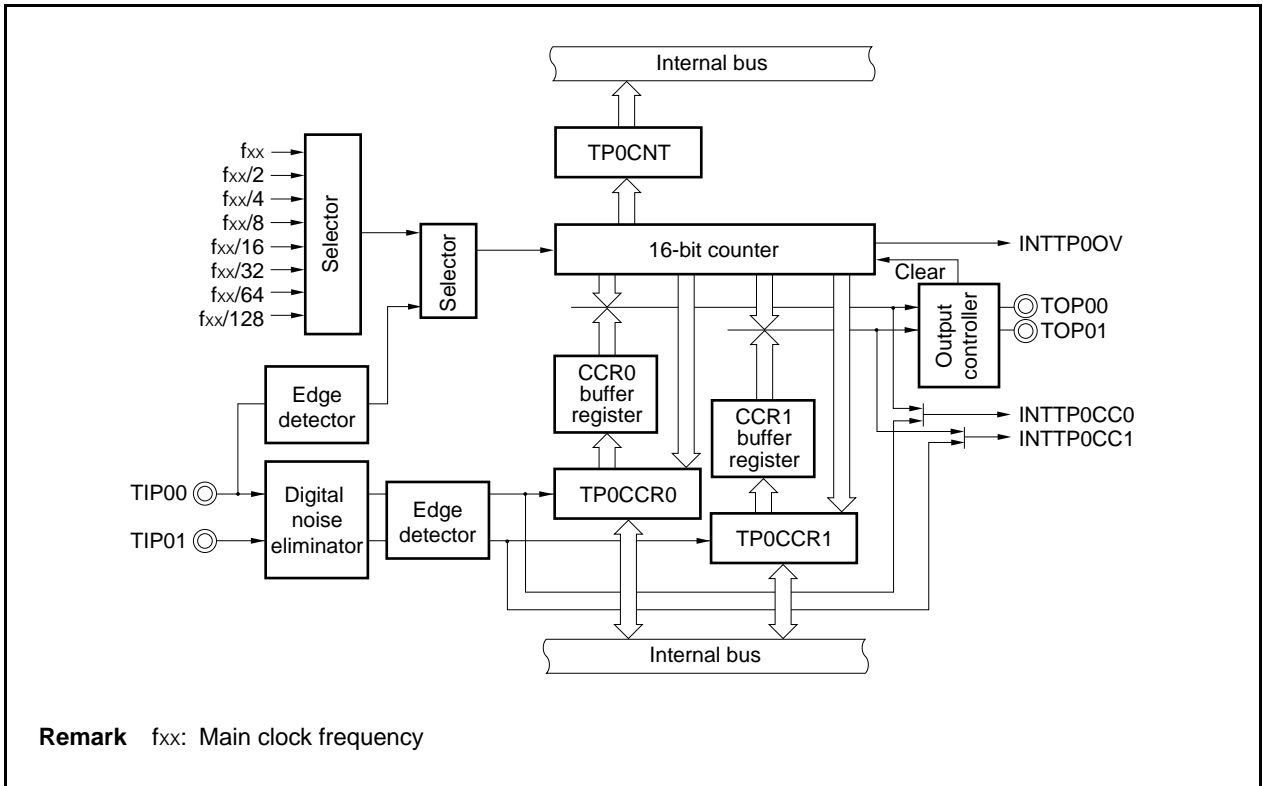 Internal bus
TP0CNT
fxx
fxx/2
fxx/4
fxx/8
fxx/16
fxx/32
fxx/64
fxx/128
Selector
Selector
16-bit counter
INTTP0OV
Clear
Output
controller
TOP00
TOP01
CCR0
buffer
register
CCR1
buffer
register
INTTP0CC0
INTTP0CC1
Edge
detector
TIP00
TIP01
Digital
noise
eliminator
Edge
detector
TP0CCR0
TP0CCR1
Internal bus
Remark fxx: Main clock frequency